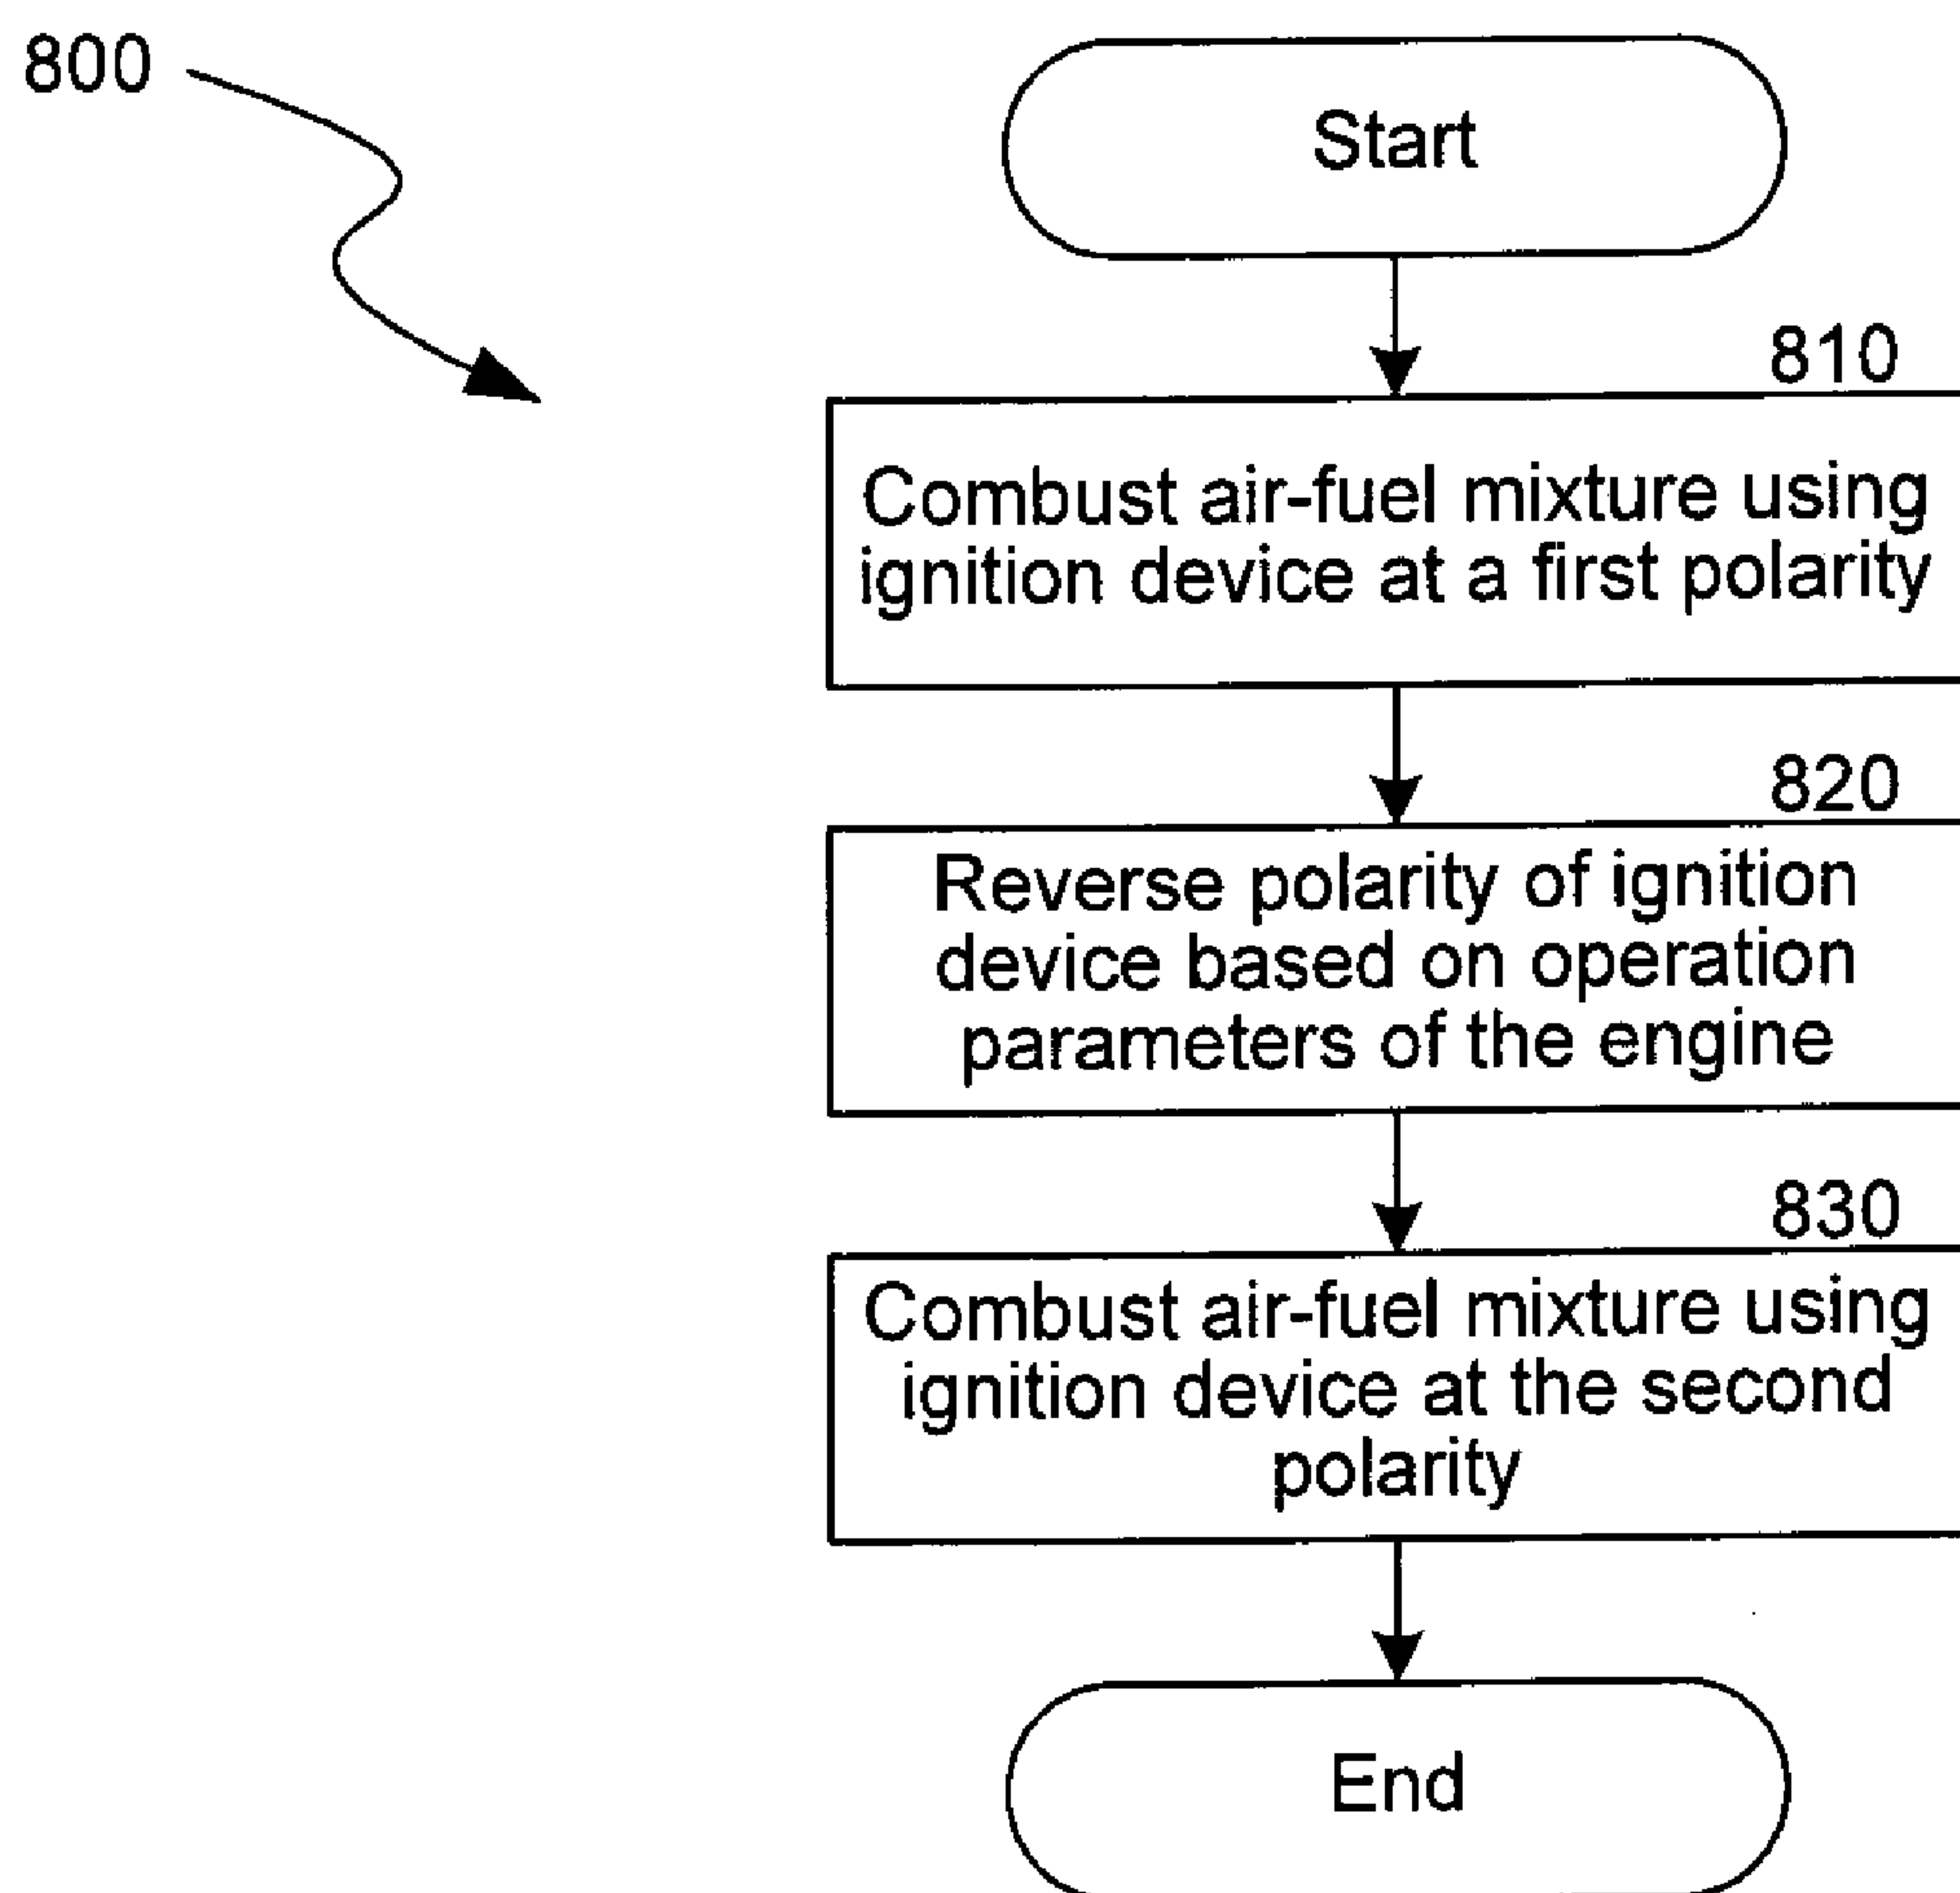 800
Start
810
Combust air-fuel mixture using
ignition device at a first polarity
820
Reverse polarity of ignition
device based on operation
parameters of the engine
830
Combust air-fuel mixture using
ignition device at the second
polarity
End